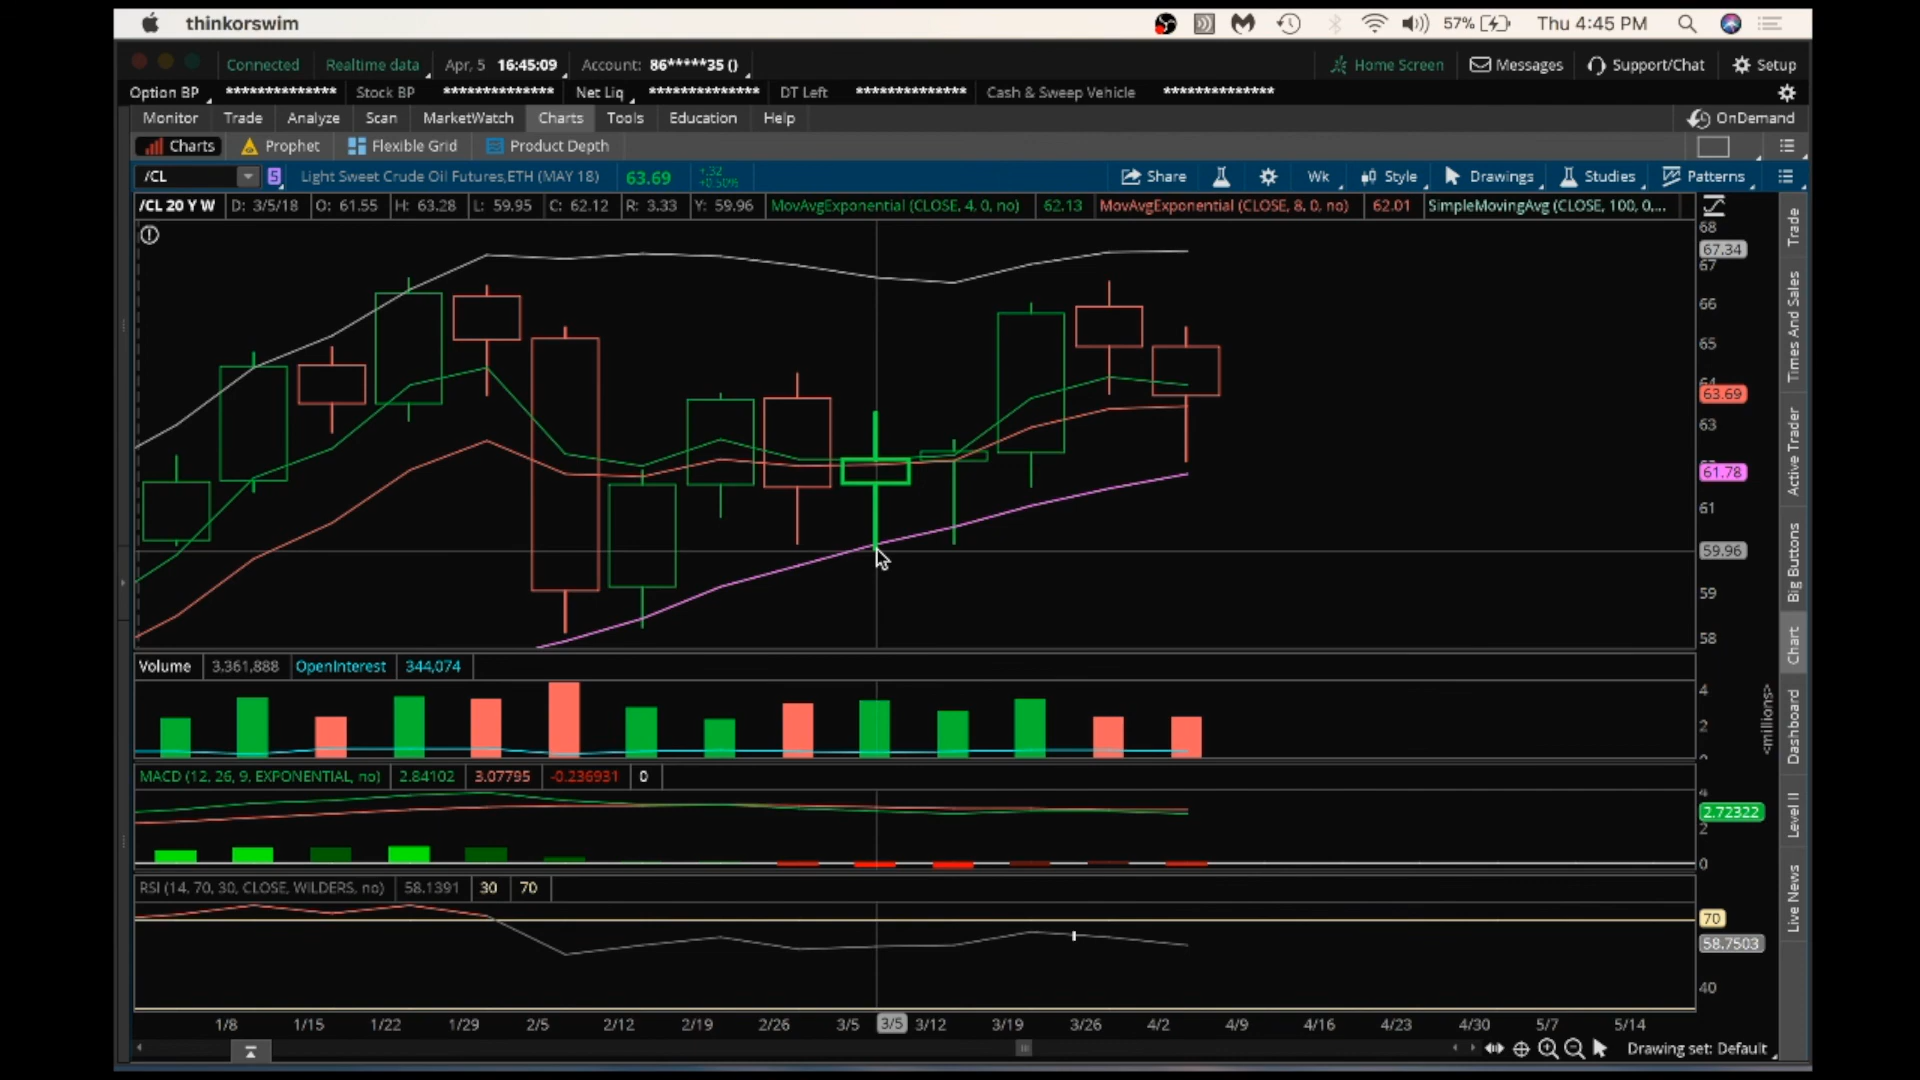 thinkorswim 57% Thu 4:45 PM
Connected Realtime data Apr, 5 16:45:09 Account: 86*****35 () Home Screen Messages Support/Chat Setup
Option BP ************** Stock BP ************** Net Liq ************** DT Left ************** Cash & Sweep Vehicle **************
Monitor Trade Analyze Scan MarketWatch Charts Tools Education Help OnDemand
Charts Prophet Flexible Grid Product Depth
/CL S Light Sweet Crude Oil Futures,ETH (MAY 18) 63.69 +.32 +0.50% Share Wk Style Drawings Studies Patterns
/CL 20 Y W D: 3/5/18 O: 61.55 H: 63.28 L: 59.95 C: 62.12 R: 3.33 Y: 59.96 MovAvgExponential (CLOSE, 4, 0, no) 62.13 MovAvgExponential (CLOSE, 8, 0, no) 62.01 SimpleMovingAvg (CLOSE, 100, 0,...
68
67.34
67
66
65
64
63.69
63
61.78
61
59.96
59
58
Volume 3,361,888 OpenInterest 344,074
4
2
0
<millions>
MACD (12, 26, 9, EXPONENTIAL, no) 2.84102 3.07795 -0.236931 0
4
2.72322
2
0
RSI (14, 70, 30, CLOSE, WILDERS, no) 58.1391 30 70
70
58.7503
40
1/8 1/15 1/22 1/29 2/5 2/12 2/19 2/26 3/5 3/5 3/12 3/19 3/26 4/2 4/9 4/16 4/23 4/30 5/7 5/14
Drawing set: Default
Trade
Times And Sales
Active Trader
Big Buttons
Chart
Dashboard
Level II
Live News